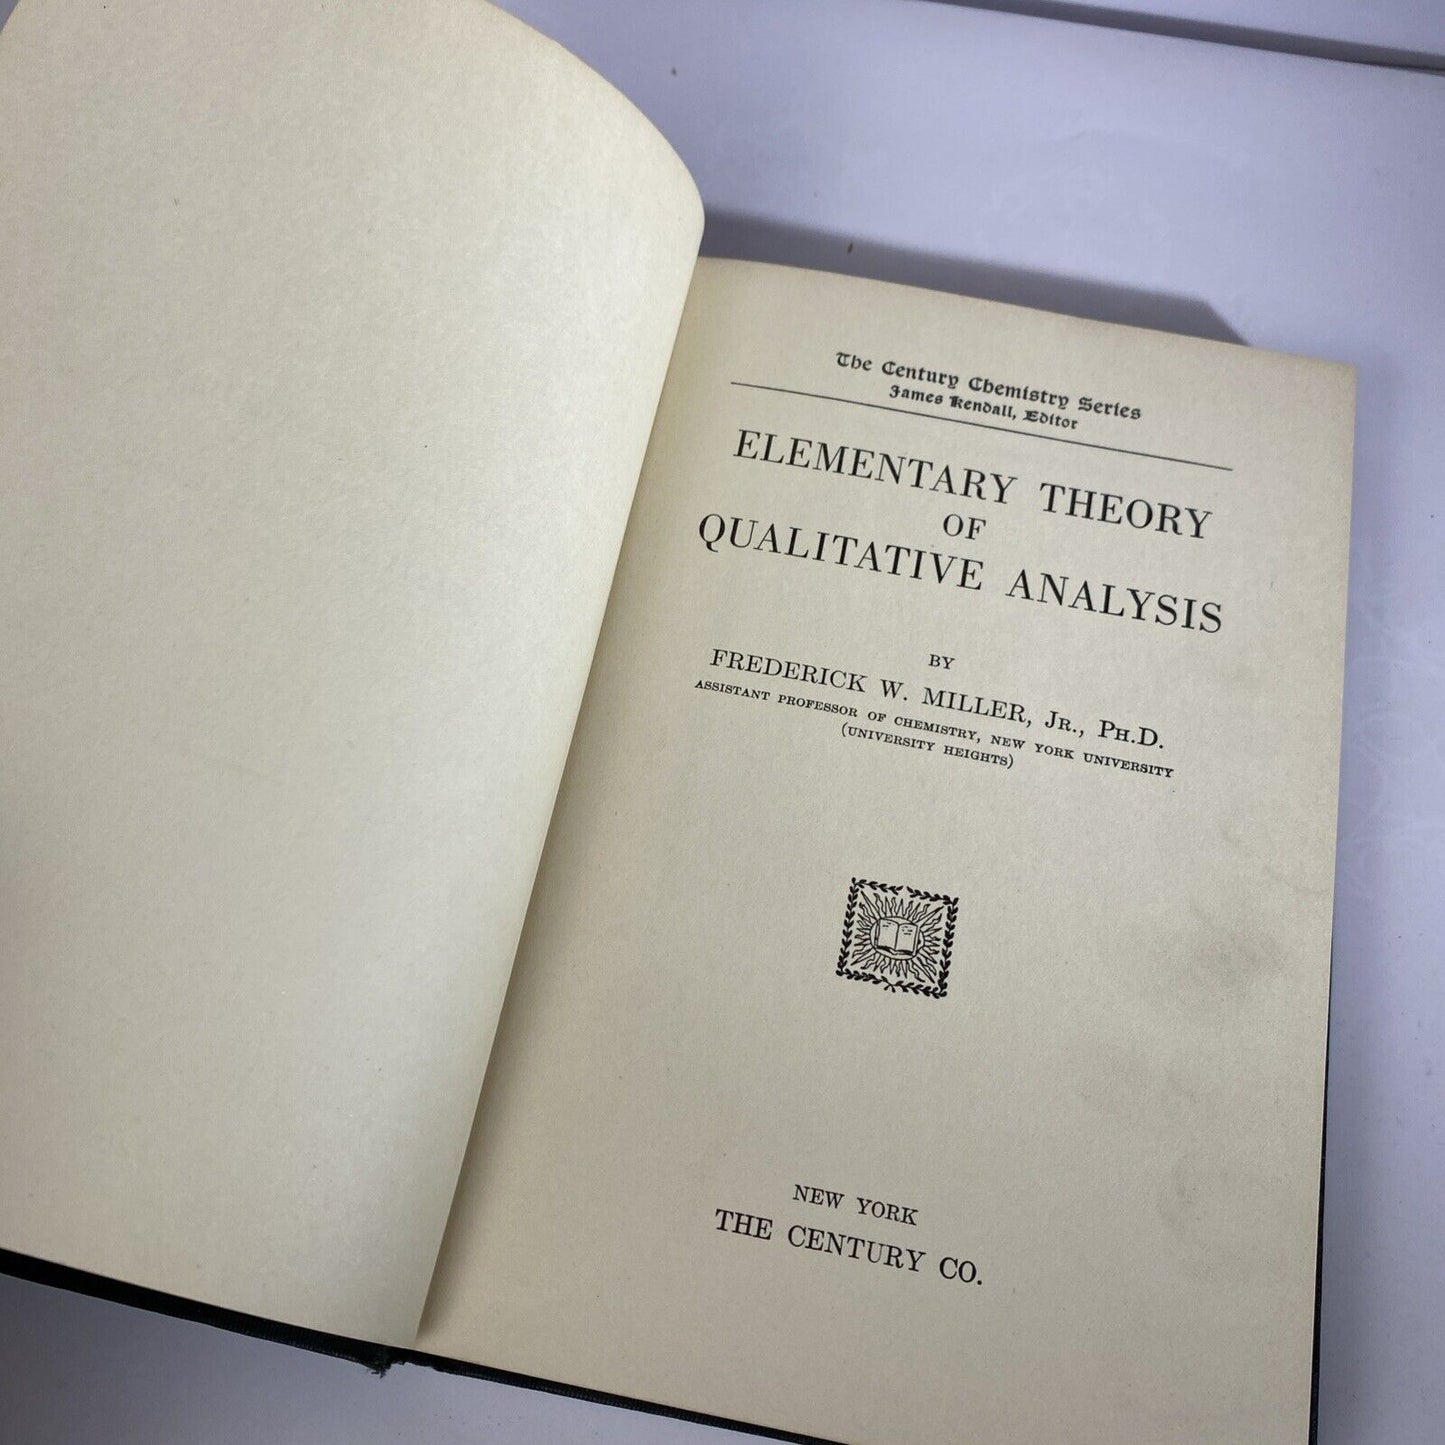 The Century Chemistry Series
James Kendall, Editor
ELEMENTARY THEORY
OF
QUALITATIVE ANALYSIS
BY
FREDERICK W. MILLER, JR., PH.D.
ASSISTANT PROFESSOR OF CHEMISTRY, NEW YORK UNIVERSITY
(UNIVERSITY HEIGHTS)
NEW YORK
THE CENTURY CO.